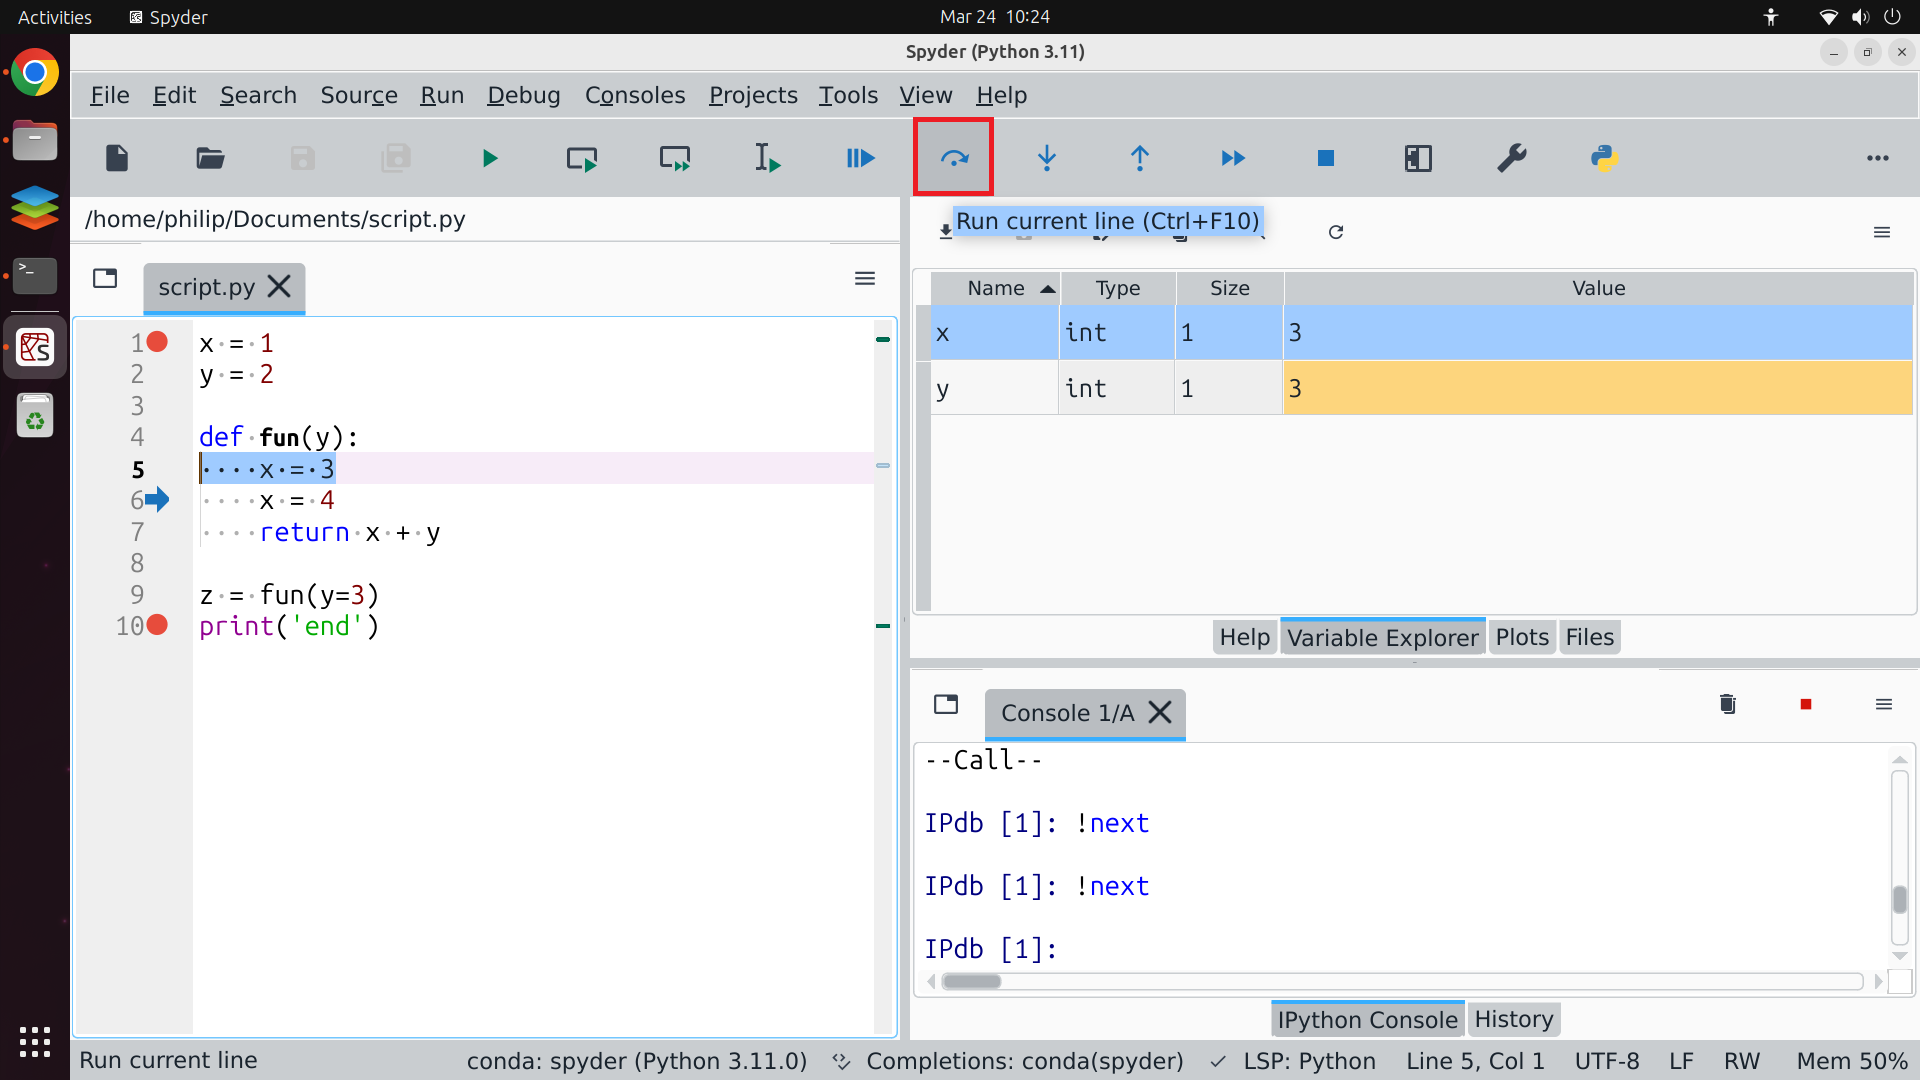 Activities Spyder Mar 24 10:24
Spyder (Python 3.11)
File Edit Search Source Run Debug Consoles Projects Tools View Help
/home/philip/Documents/script.py
Run current line (Ctrl+F10)
script.py
1 x = 1
2 y = 2
3
4 def fun(y):
5 x = 3
6 x = 4
7 return x + y
8
9 z = fun(y=3)
10 print('end')
Name Type Size Value
x int 1 3
y int 1 3
Help Variable Explorer Plots Files
Console 1/A
--Call--
IPdb [1]: !next
IPdb [1]: !next
IPdb [1]:
IPython Console History
Run current line conda: spyder (Python 3.11.0) Completions: conda(spyder) LSP: Python Line 5, Col 1 UTF-8 LF RW Mem 50%